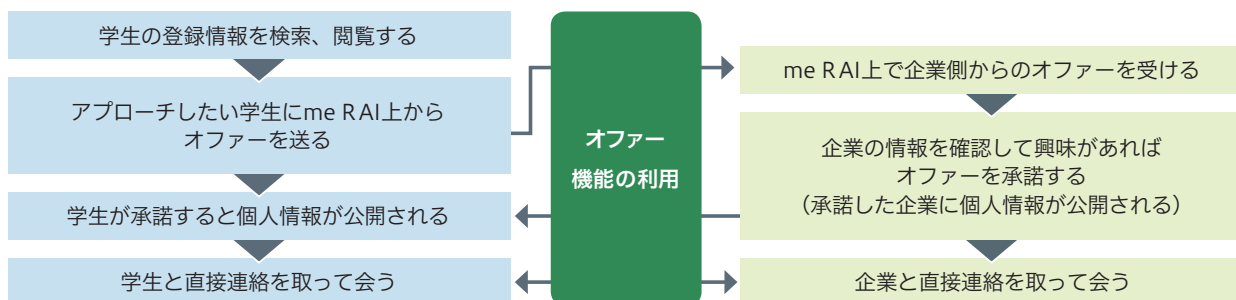 学生の登録情報を検索、閲覧する
アプローチしたい学生にme R AI上から
オファーを送る
学生が承諾すると個人情報が公開される
学生と直接連絡を取って会う
オファー
機能の利用
me R AI上で企業側からのオファーを受ける
企業の情報を確認して興味があれば
オファーを承諾する
（承諾した企業に個人情報が公開される）
企業と直接連絡を取って会う